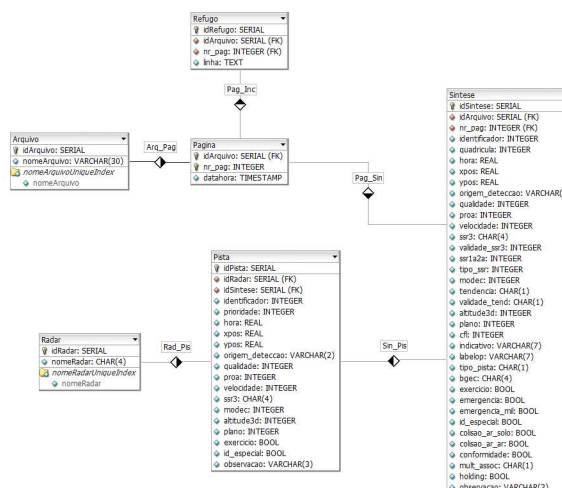 Refugo
idRefugo: SERIAL
idArquivo: SERIAL (FK)
nr_pag: INTEGER (FK)
linha: TEXT
Pag_Inc
Arquivo
idArquivo: SERIAL
nomeArquivo: VARCHAR(30)
nomeArquivoUniqueIndex
nomeArquivo
Arq_Pag
Pagina
idArquivo: SERIAL (FK)
nr_pag: INTEGER
datahora: TIMESTAMP
Pag_Sin
Sintese
idSintese: SERIAL
idArquivo: SERIAL (FK)
nr_pag: INTEGER (FK)
identificador: INTEGER
quadricula: INTEGER
hora: REAL
xpos: REAL
ypos: REAL
origem_deteccao: VARCHAR(
qualidade: INTEGER
proa: INTEGER
velocidade: INTEGER
ssr3: CHAR(4)
validade_ssr3: INTEGER
ssr1a2a: INTEGER
tipo_ssr: INTEGER
modec: INTEGER
tendencia: CHAR(1)
validade_tend: CHAR(1)
altitude3d: INTEGER
plano: INTEGER
cfl: INTEGER
indicativo: VARCHAR(7)
labelop: VARCHAR(7)
tipo_pista: CHAR(1)
bgec: CHAR(4)
exercicio: BOOL
emergencia: BOOL
emergencia_mil: BOOL
id_especial: BOOL
colisao_ar_solo: BOOL
colisao_ar_ar: BOOL
conformidade: BOOL
mult_assoc: CHAR(1)
holding: BOOL
observacao: VARCHAR(3)
Pista
idPista: SERIAL
idRadar: SERIAL (FK)
idSintese: SERIAL (FK)
identificador: INTEGER
prioridade: INTEGER
hora: REAL
xpos: REAL
ypos: REAL
origem_deteccao: VARCHAR(2)
qualidade: INTEGER
proa: INTEGER
velocidade: INTEGER
ssr3: CHAR(4)
modec: INTEGER
altitude3d: INTEGER
plano: INTEGER
exercicio: BOOL
id_especial: BOOL
observacao: VARCHAR(3)
Radar
idRadar: SERIAL
nomeRadar: CHAR(4)
nomeRadarUniqueIndex
nomeRadar
Rad_Pis
Sin_Pis